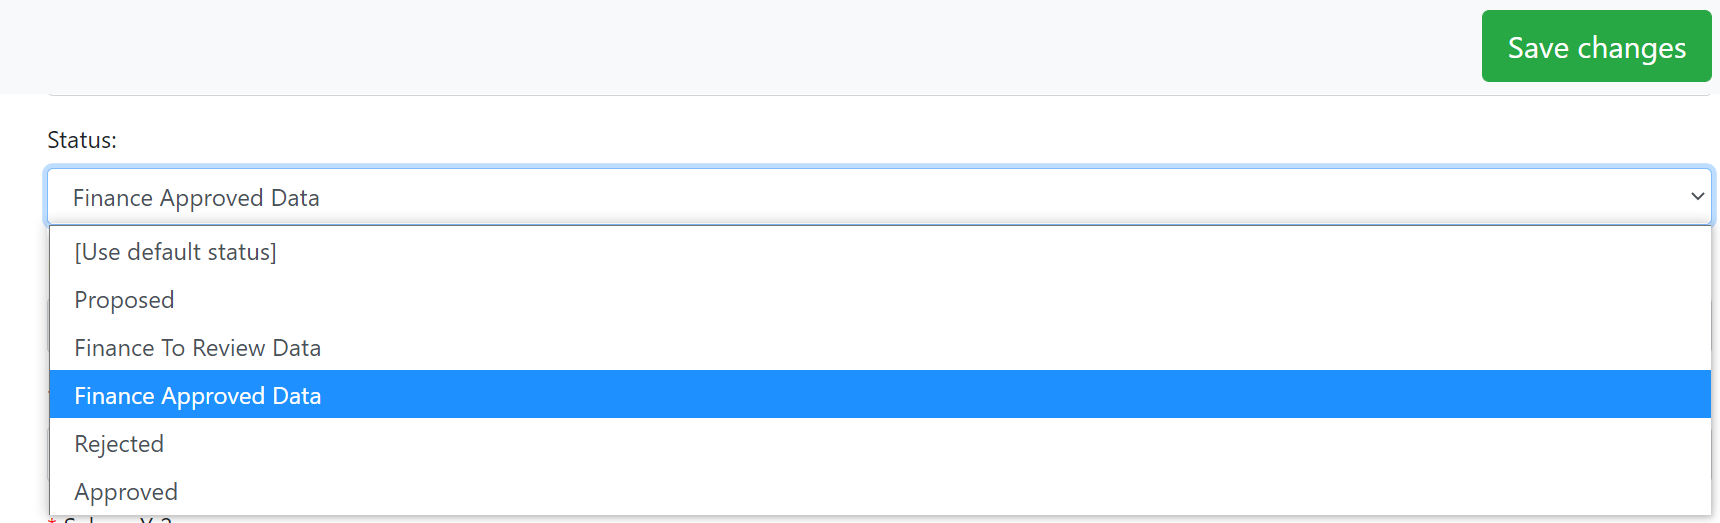 Save changes
Status:
Finance Approved Data
[Use default status]
Proposed
Finance To Review Data
Finance Approved Data
Rejected
Approved